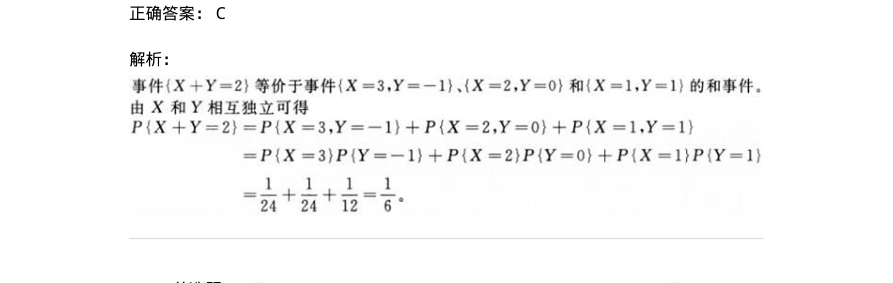 正确答案： C
解析：
事件{X+Y=2}等价于事件{X=3,Y=-1}、{X=2,Y=0}和{X=1,Y=1}的和事件。
由 X 和 Y 相互独立可得
P{X+Y=2}=P{X=3,Y=-1}+P{X=2,Y=0}+P{X=1,Y=1}
=P{X=3}P{Y=-1}+P{X=2}P{Y=0}+P{X=1}P{Y=1}
=1/24+1/24+1/12=1/6。